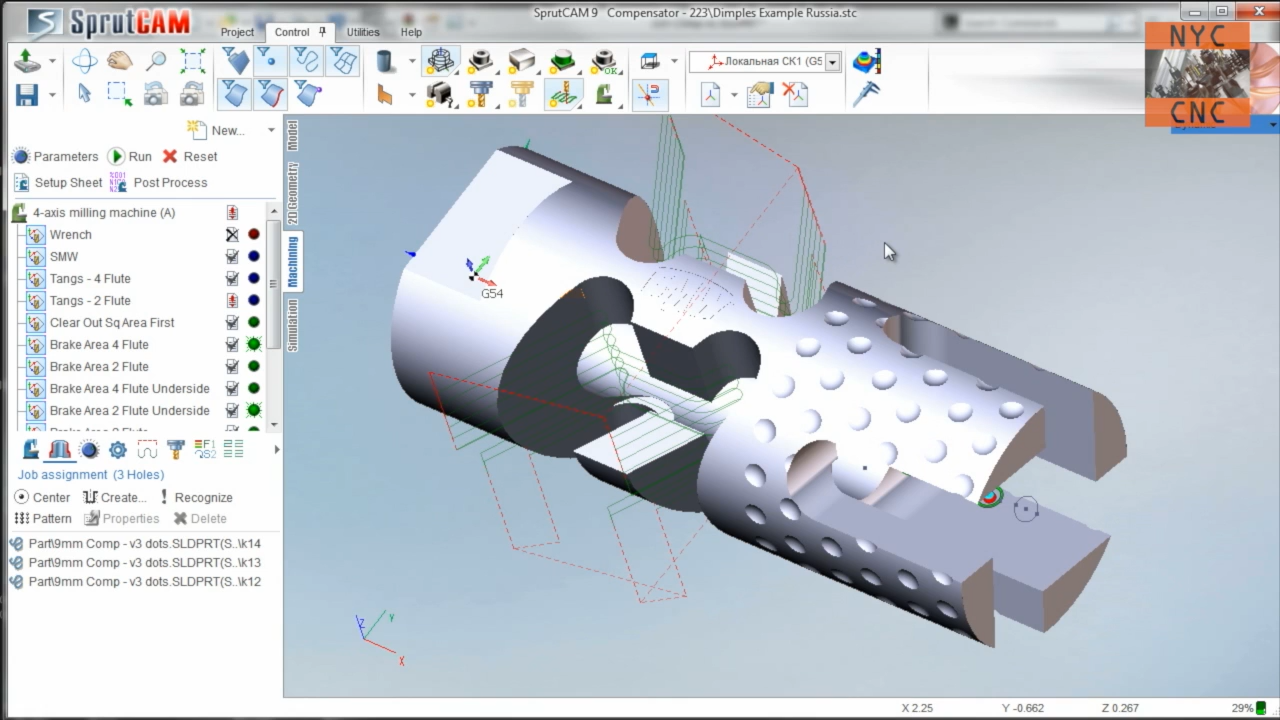 SprutCAM 9 Compensator - 223\Dimples Example Russia.stc
SprutCAM
Project
Control
Utilities
Help
NYC
CNC
Локальная СК1 (G5
New...
Parameters
Run
Reset
Setup Sheet
Post Process
4-axis milling machine (A)
Wrench
SMW
Tangs - 4 Flute
Tangs - 2 Flute
Clear Out Sq Area First
Brake Area 4 Flute
Brake Area 2 Flute
Brake Area 4 Flute Underside
Brake Area 2 Flute Underside
Job assignment (3 Holes)
Center
Create...
Recognize
Pattern
Properties
Delete
Part\9mm Comp - v3 dots.SLDPRT(S..\k14
Part\9mm Comp - v3 dots.SLDPRT(S..\k13
Part\9mm Comp - v3 dots.SLDPRT(S..\k12
Model
2D Geometry
Machining
Simulation
G54
Z
Y
X
X 2.25
Y -0.662
Z 0.267
29%